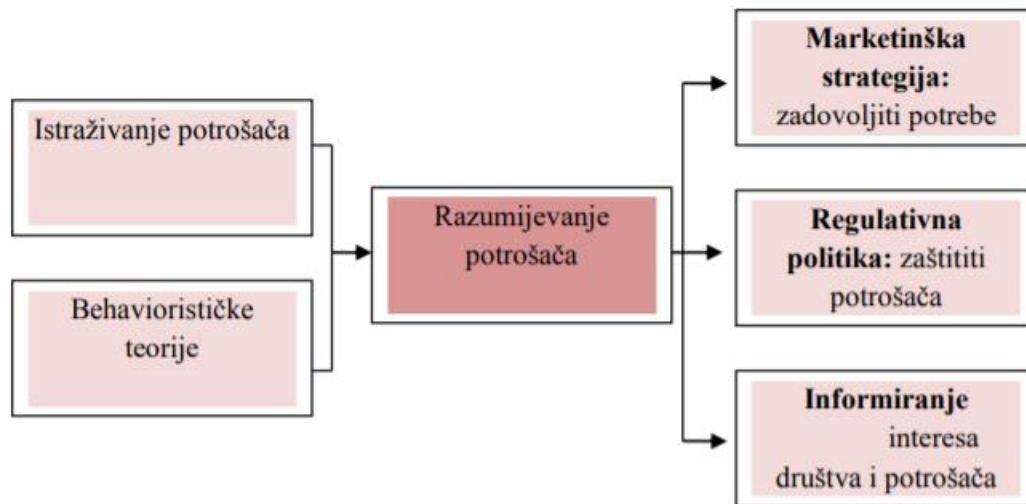 Istraživanje potrošača
Behaviorističke
teorije
Razumijevanje
potrošača
Marketinška
strategija:
zadovoljiti potrebe
Regulativna
politika: zaštititi
potrošača
Informiranje
interesa
društva i potrošača